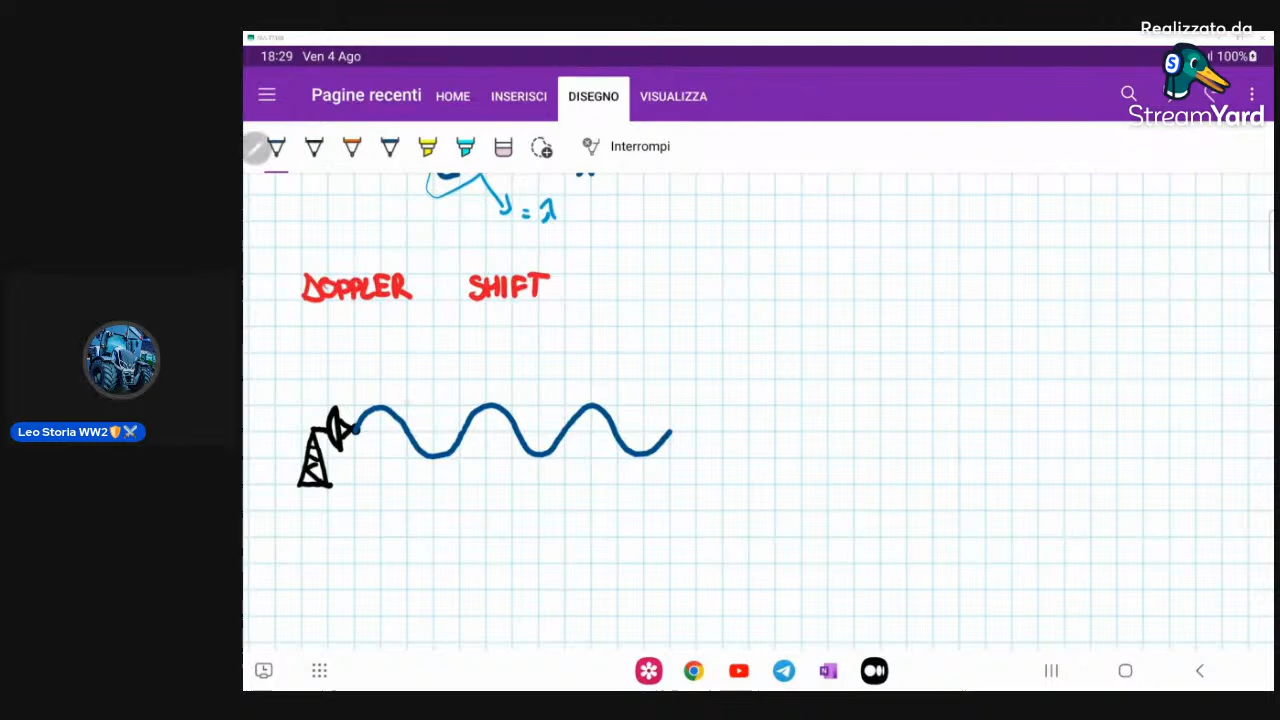 Realizzato da
StreamYard
18:29 Ven 4 Ago
100%
Pagine recenti HOME INSERISCI DISEGNO VISUALIZZA
Interrompi
= λ
DOPPLER SHIFT
Leo Storia WW2